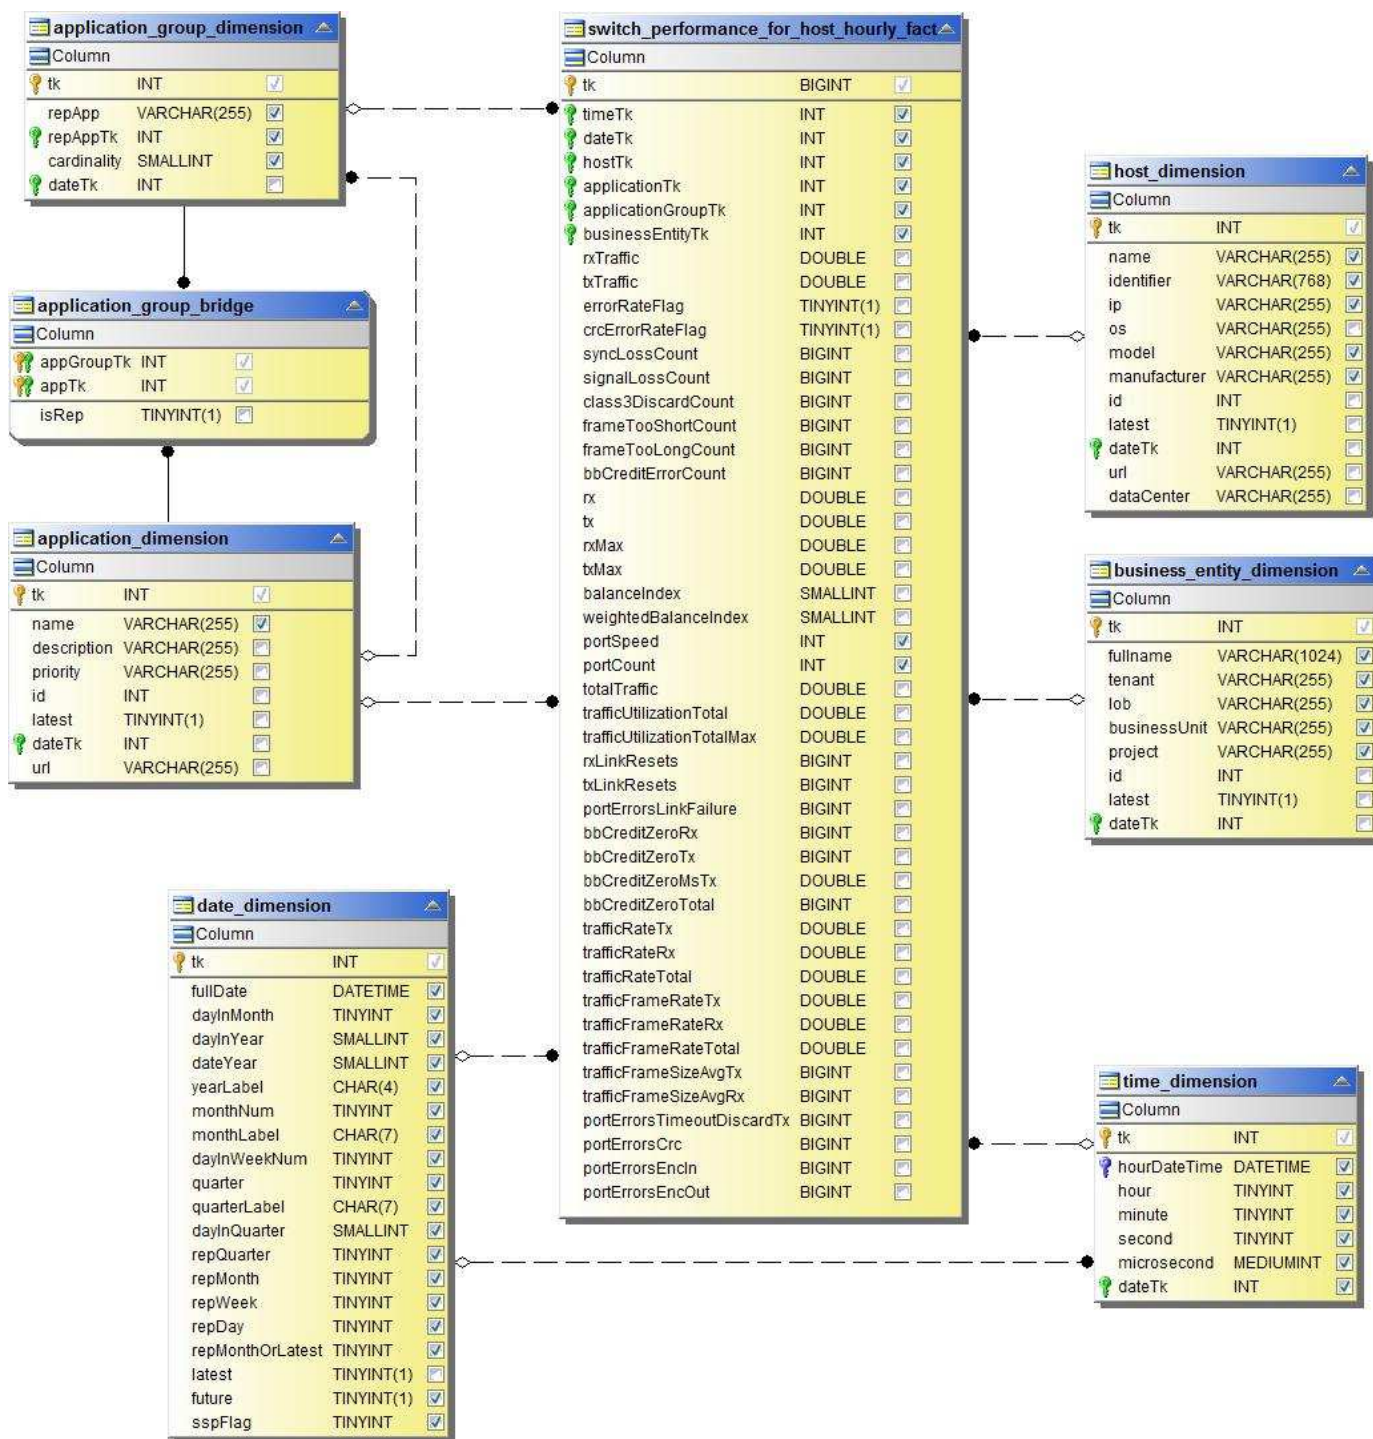 application_group_dimension
Column
tk INT
repApp VARCHAR(255)
repAppTk INT
cardinality SMALLINT
dateTk INT
application_group_bridge
Column
appGroupTk INT
appTk INT
isRep TINYINT(1)
application_dimension
Column
tk INT
name VARCHAR(255)
description VARCHAR(255)
priority VARCHAR(255)
id INT
latest TINYINT(1)
dateTk INT
url VARCHAR(255)
date_dimension
Column
tk INT
fullDate DATETIME
dayInMonth TINYINT
dayInYear SMALLINT
dateYear SMALLINT
yearLabel CHAR(4)
monthNum TINYINT
monthLabel CHAR(7)
dayInWeekNum TINYINT
quarter TINYINT
quarterLabel CHAR(7)
dayInQuarter SMALLINT
repQuarter TINYINT
repMonth TINYINT
repWeek TINYINT
repDay TINYINT
repMonthOrLatest TINYINT
latest TINYINT(1)
future TINYINT(1)
sspFlag TINYINT
switch_performance_for_host_hourly_fact
Column
tk BIGINT
timeTk INT
dateTk INT
hostTk INT
applicationTk INT
applicationGroupTk INT
businessEntityTk INT
rxTraffic DOUBLE
txTraffic DOUBLE
errorRateFlag TINYINT(1)
crcErrorRateFlag TINYINT(1)
syncLossCount BIGINT
signalLossCount BIGINT
class3DiscardCount BIGINT
frameTooShortCount BIGINT
frameTooLongCount BIGINT
bbCreditErrorCount BIGINT
rx DOUBLE
tx DOUBLE
rxMax DOUBLE
txMax DOUBLE
balanceIndex SMALLINT
weightedBalanceIndex SMALLINT
portSpeed INT
portCount INT
totalTraffic DOUBLE
trafficUtilizationTotal DOUBLE
trafficUtilizationTotalMax DOUBLE
rxLinkResets BIGINT
txLinkResets BIGINT
portErrorsLinkFailure BIGINT
bbCreditZeroRx BIGINT
bbCreditZeroTx BIGINT
bbCreditZeroMsTx DOUBLE
bbCreditZeroTotal BIGINT
trafficRateTx DOUBLE
trafficRateRx DOUBLE
trafficRateTotal DOUBLE
trafficFrameRateTx DOUBLE
trafficFrameRateRx DOUBLE
trafficFrameRateTotal DOUBLE
trafficFrameSizeAvgTx BIGINT
trafficFrameSizeAvgRx BIGINT
portErrorsTimeoutDiscardTx BIGINT
portErrorsCrc BIGINT
portErrorsEncIn BIGINT
portErrorsEncOut BIGINT
host_dimension
Column
tk INT
name VARCHAR(255)
identifier VARCHAR(768)
ip VARCHAR(255)
os VARCHAR(255)
model VARCHAR(255)
manufacturer VARCHAR(255)
id INT
latest TINYINT(1)
dateTk INT
url VARCHAR(255)
dataCenter VARCHAR(255)
business_entity_dimension
Column
tk INT
fullname VARCHAR(1024)
tenant VARCHAR(255)
lob VARCHAR(255)
businessUnit VARCHAR(255)
project VARCHAR(255)
id INT
latest TINYINT(1)
dateTk INT
time_dimension
Column
tk INT
hourDateTime DATETIME
hour TINYINT
minute TINYINT
second TINYINT
microsecond MEDIUMINT
dateTk INT